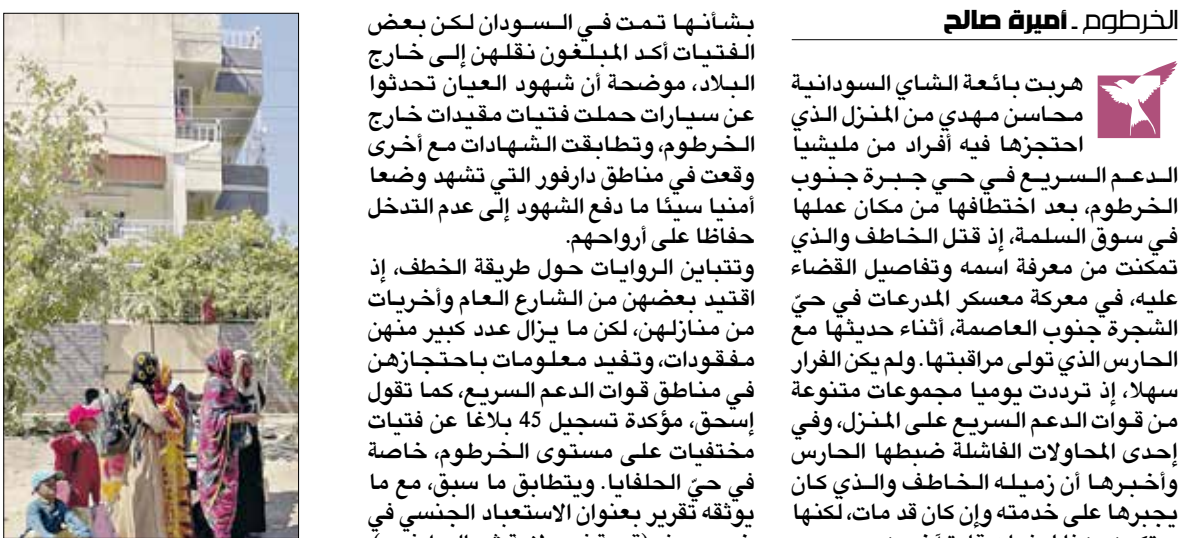 الخرطوم ـ أميرة صالح
هربت بائعة الشاي السودانية
محاسن مهدي من المنزل الذي
احتجزها فيه أفراد من مليشيا
الدعم السريع في حي جبرة جنوب
الخرطوم، بعد اختطافها من مكان عملها
في سوق السلمة، إذ قتل الخاطف والذي
تمكنت من معرفة اسمه وتفاصيل القضاء
عليه، في معركة معسكر المدرعات في حيّ
الشجرة جنوب العاصمة، أثناء حديثها مع
الحارس الذي تولى مراقبتها. ولم يكن الفرار
سهلا، إذ ترددت يوميا مجموعات متنوعة
من قوات الدعم السريع على المنزل، وفي
إحدى المحاولات الفاشلة ضبطها الحارس
وأخبرها أن زميله الخاطف والذي كان
يجبرها على خدمته وإن كان قد مات، لكنها
بشأنها تمت في السودان لكن بعض
الفتيات أكد المبلغون نقلهن إلى خارج
البلاد، موضحة أن شهود العيان تحدثوا
عن سيارات حملت فتيات مقيدات خارج
الخرطوم، وتطابقت الشهادات مع أخرى
وقعت في مناطق دارفور التي تشهد وضعا
أمنيا سيئا ما دفع الشهود إلى عدم التدخل
حفاظا على أرواحهم.
وتتباين الروايات حول طريقة الخطف، إذ
اقتيد بعضهن من الشارع العام وأخريات
من منازلهن، لكن ما يزال عدد كبير منهن
مفقودات، وتفيد معلومات باحتجازهن
في مناطق قوات الدعم السريع، كما تقول
إسحق، مؤكدة تسجيل 45 بلاغا عن فتيات
مختفيات على مستوى الخرطوم، خاصة
في حيّ الحلفايا. ويتطابق ما سبق، مع ما
يوثقه تقرير بعنوان الاستعباد الجنسي في